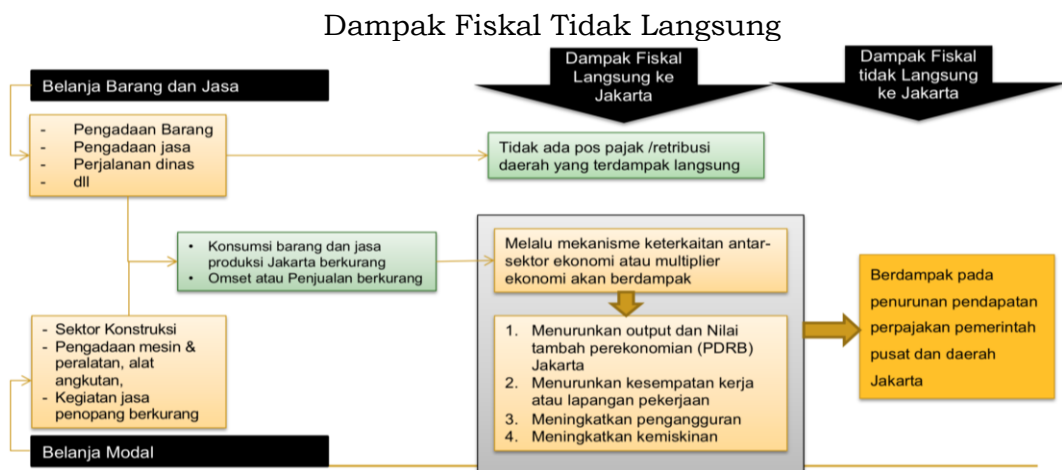 Dampak Fiskal Tidak Langsung
Dampak Fiskal
Langsung ke
Jakarta
Dampak Fiskal
tidak Langsung
ke Jakarta
Belanja Barang dan Jasa
- Pengadaan Barang
- Pengadaan jasa
- Perjalanan dinas
- dll
Tidak ada pos pajak /retribusi
daerah yang terdampak langsung
• Konsumsi barang dan jasa
produksi Jakarta berkurang
• Omset atau Penjualan berkurang
Melalu mekanisme keterkaitan antar-
sektor ekonomi atau multiplier
ekonomi akan berdampak
Berdampak pada
penurunan pendapatan
perpajakan pemerintah
pusat dan daerah
Jakarta
- Sektor Konstruksi
- Pengadaan mesin &
peralatan, alat
angkutan,
- Kegiatan jasa
penopang berkurang
1. Menurunkan output dan Nilai
tambah perekonomian (PDRB)
Jakarta
2. Menurunkan kesempatan kerja
atau lapangan pekerjaan
3. Meningkatkan pengangguran
4. Meningkatkan kemiskinan
Belanja Modal